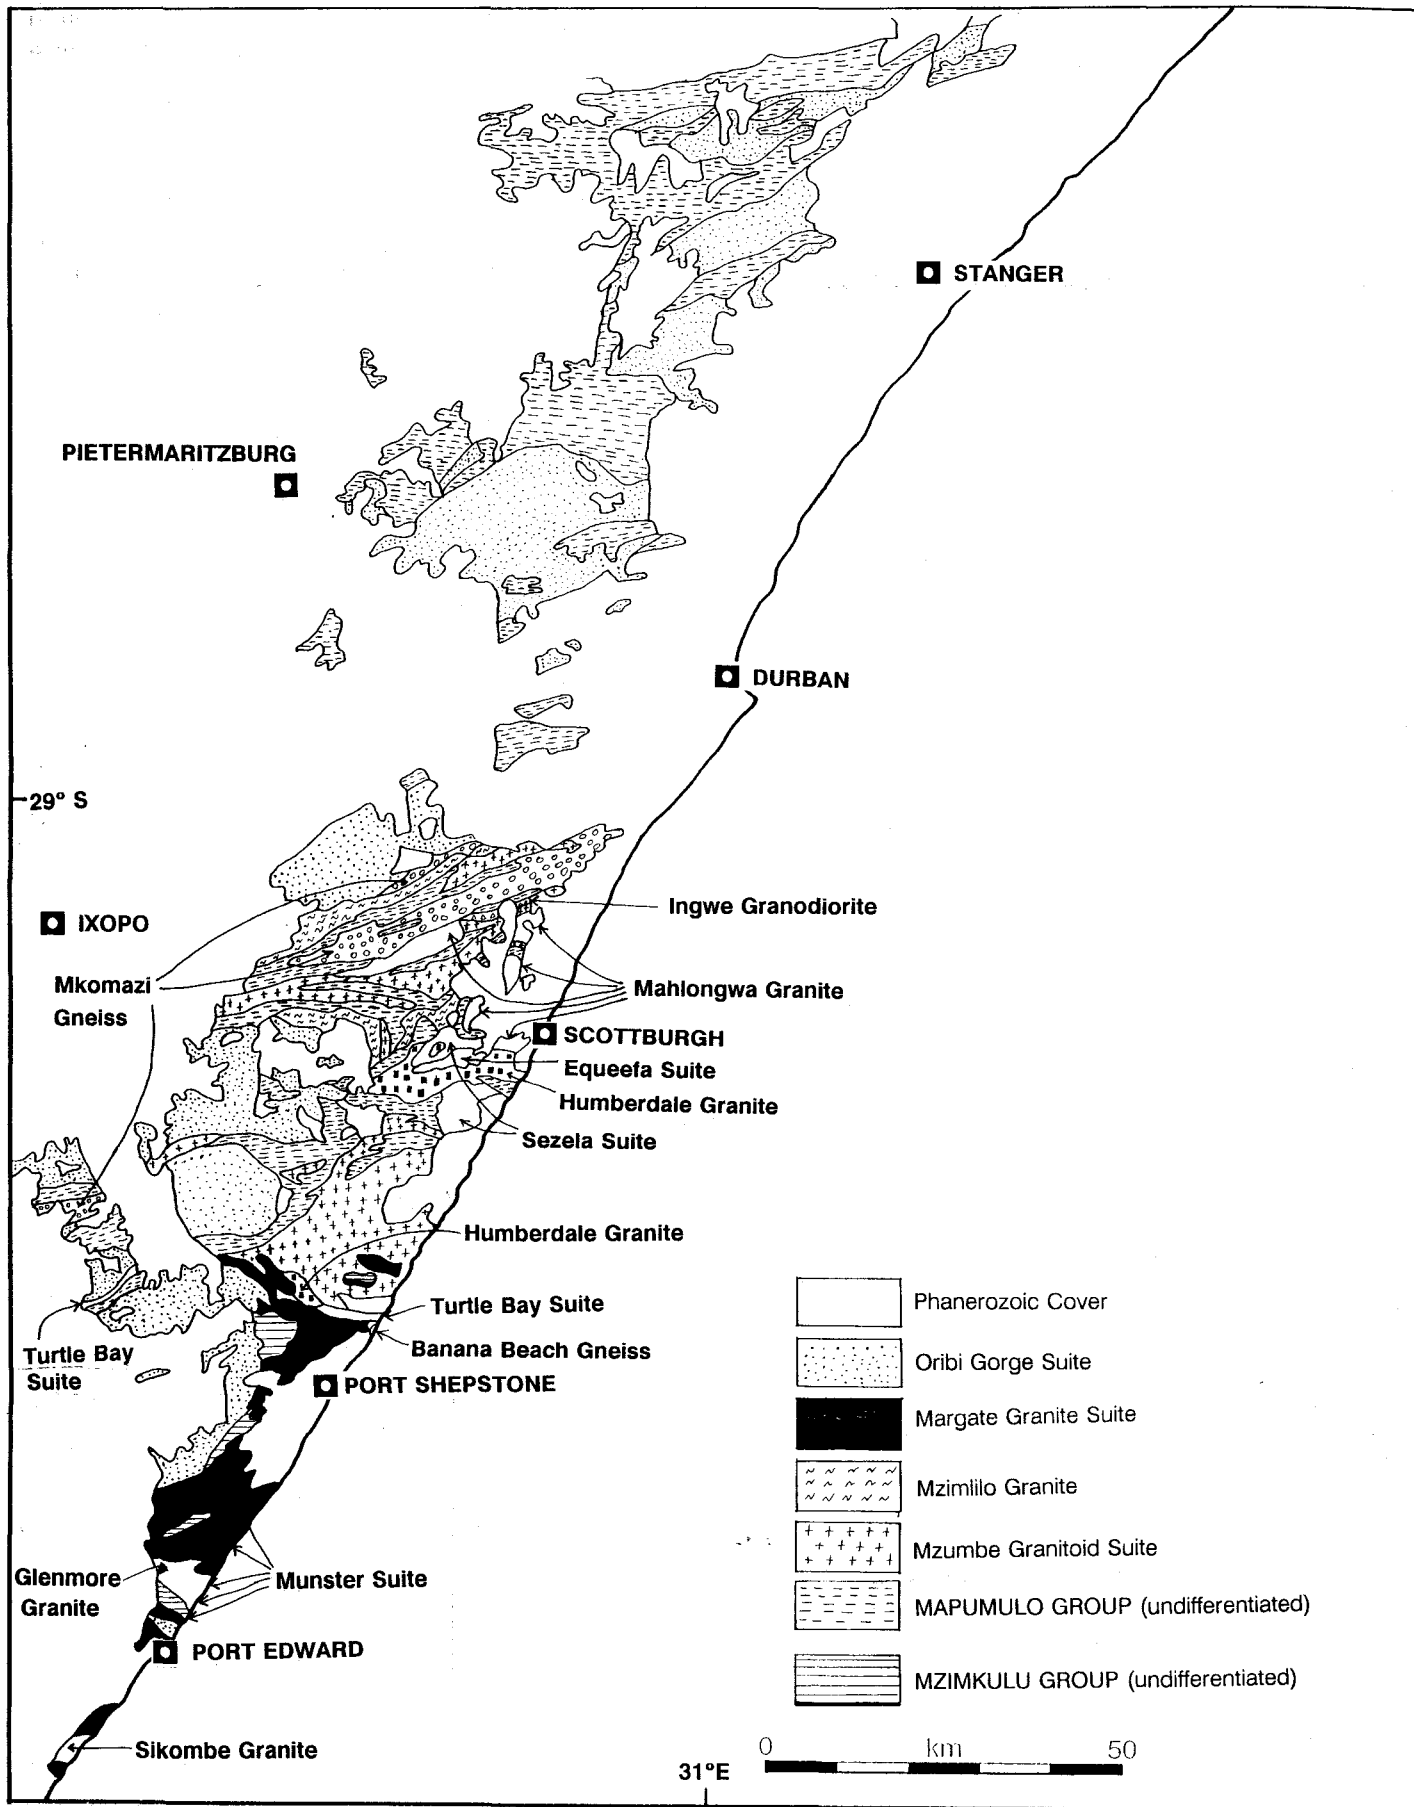 STANGER
PIETERMARITZBURG
DURBAN
29° S
IXOPO
Ingwe Granodiorite
Mkomazi
Gneiss
Mahlongwa Granite
SCOTTBURGH
Equeefa Suite
Humberdale Granite
Sezela Suite
Humberdale Granite
Turtle Bay Suite
Banana Beach Gneiss
Turtle Bay
Suite
PORT SHEPSTONE
Glenmore
Granite
Munster Suite
PORT EDWARD
Sikombe Granite
Phanerozoic Cover
Oribi Gorge Suite
Margate Granite Suite
Mzimlilo Granite
Mzumbe Granitoid Suite
MAPUMULO GROUP (undifferentiated)
MZIMKULU GROUP (undifferentiated)
0 km 50
31°E